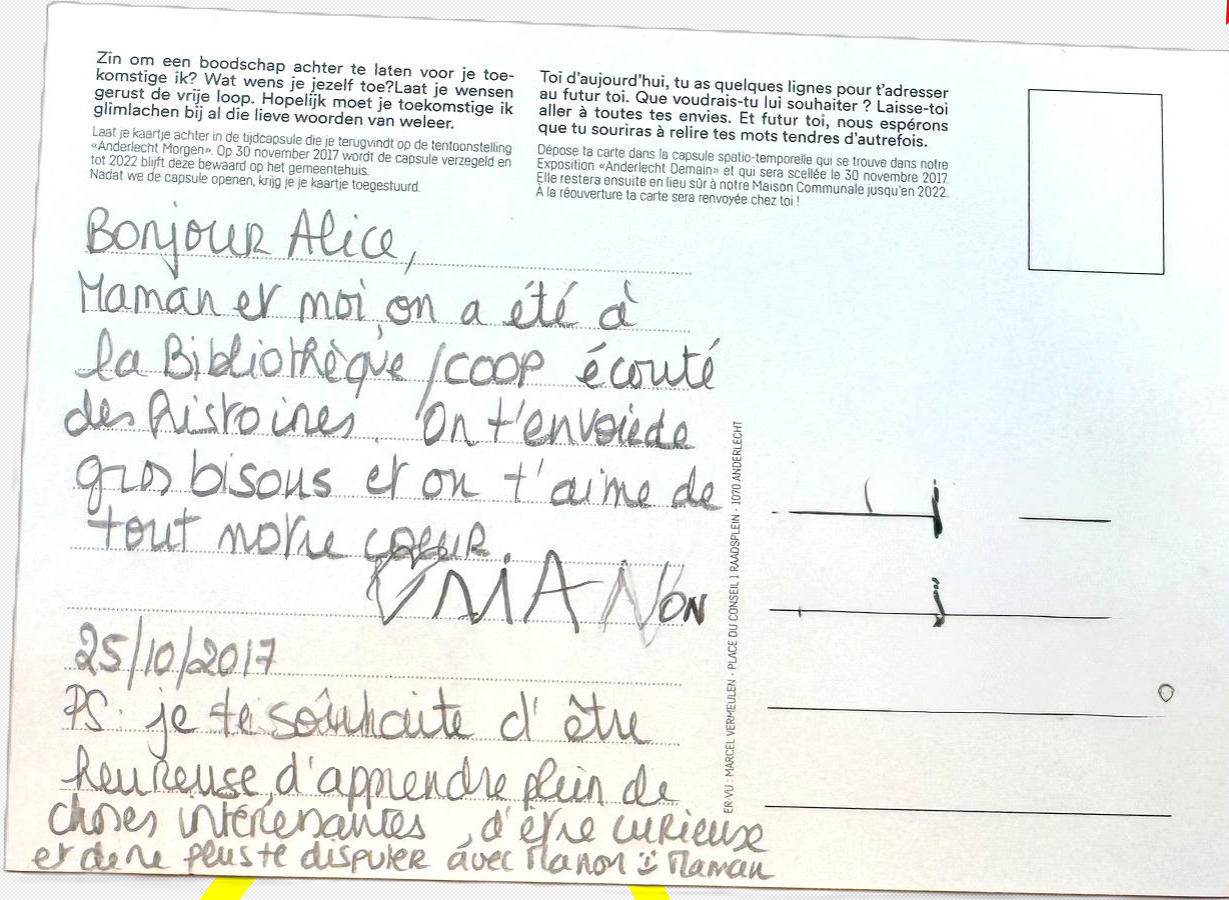 Zin om een boodschap achter te laten voor je toe-
komstige ik? Wat wens je jezelf toe?Laat je wensen
gerust de vrije loop. Hopelijk moet je toekomstige ik
glimlachen bij al die lieve woorden van weleer.
Laat je kaartje achter in de tijdcapsule die je terugvindt op de tentoonstelling
«Anderlecht Morgen». Op 30 november 2017 wordt de capsule verzegeld en
tot 2022 blijft deze bewaard op het gemeentehuis.
Nadat we de capsule openen, krijg je je kaartje toegestuurd.
Toi d'aujourd'hui, tu as quelques lignes pour t'adresser
au futur toi. Que voudrais-tu lui souhaiter ? Laisse-toi
aller à toutes tes envies. Et futur toi, nous espérons
que tu souriras à relire tes mots tendres d'autrefois.
Dépose ta carte dans la capsule spatio-temporelle qui se trouve dans notre
Exposition «Anderlecht Demain» et qui sera scellée le 30 novembre 2017.
Elle restera ensuite en lieu sûr à notre Maison Communale jusqu'en 2022.
À la réouverture ta carte sera renvoyée chez toi !
Bonjour Alice,
Maman et moi, on a été à
la Bibliothèque /COOP écouté
des histoires. On t'envoie de
gros bisous et on t'aime de
tout notre coeur.
MANON
25/10/2017
PS: je te souhaite d'être
heureuse, d'apprendre plein de
choses intéressantes, d'être curieuse
et de ne plus te disputer avec Manon Maman
ER-VU : MARCEL VERMEULEN - PLACE DU CONSEIL 1 RAADSPLEIN - 1070 ANDERLECHT